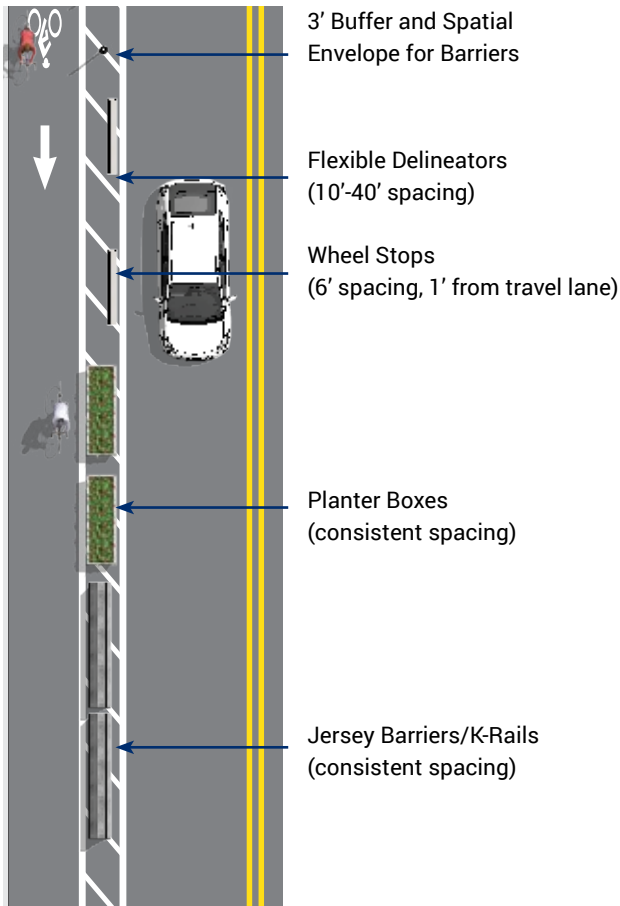 3’ Buffer and Spatial
Envelope for Barriers
Flexible Delineators
(10’-40’ spacing)
Wheel Stops
(6’ spacing, 1’ from travel lane)
Planter Boxes
(consistent spacing)
Jersey Barriers/K-Rails
(consistent spacing)